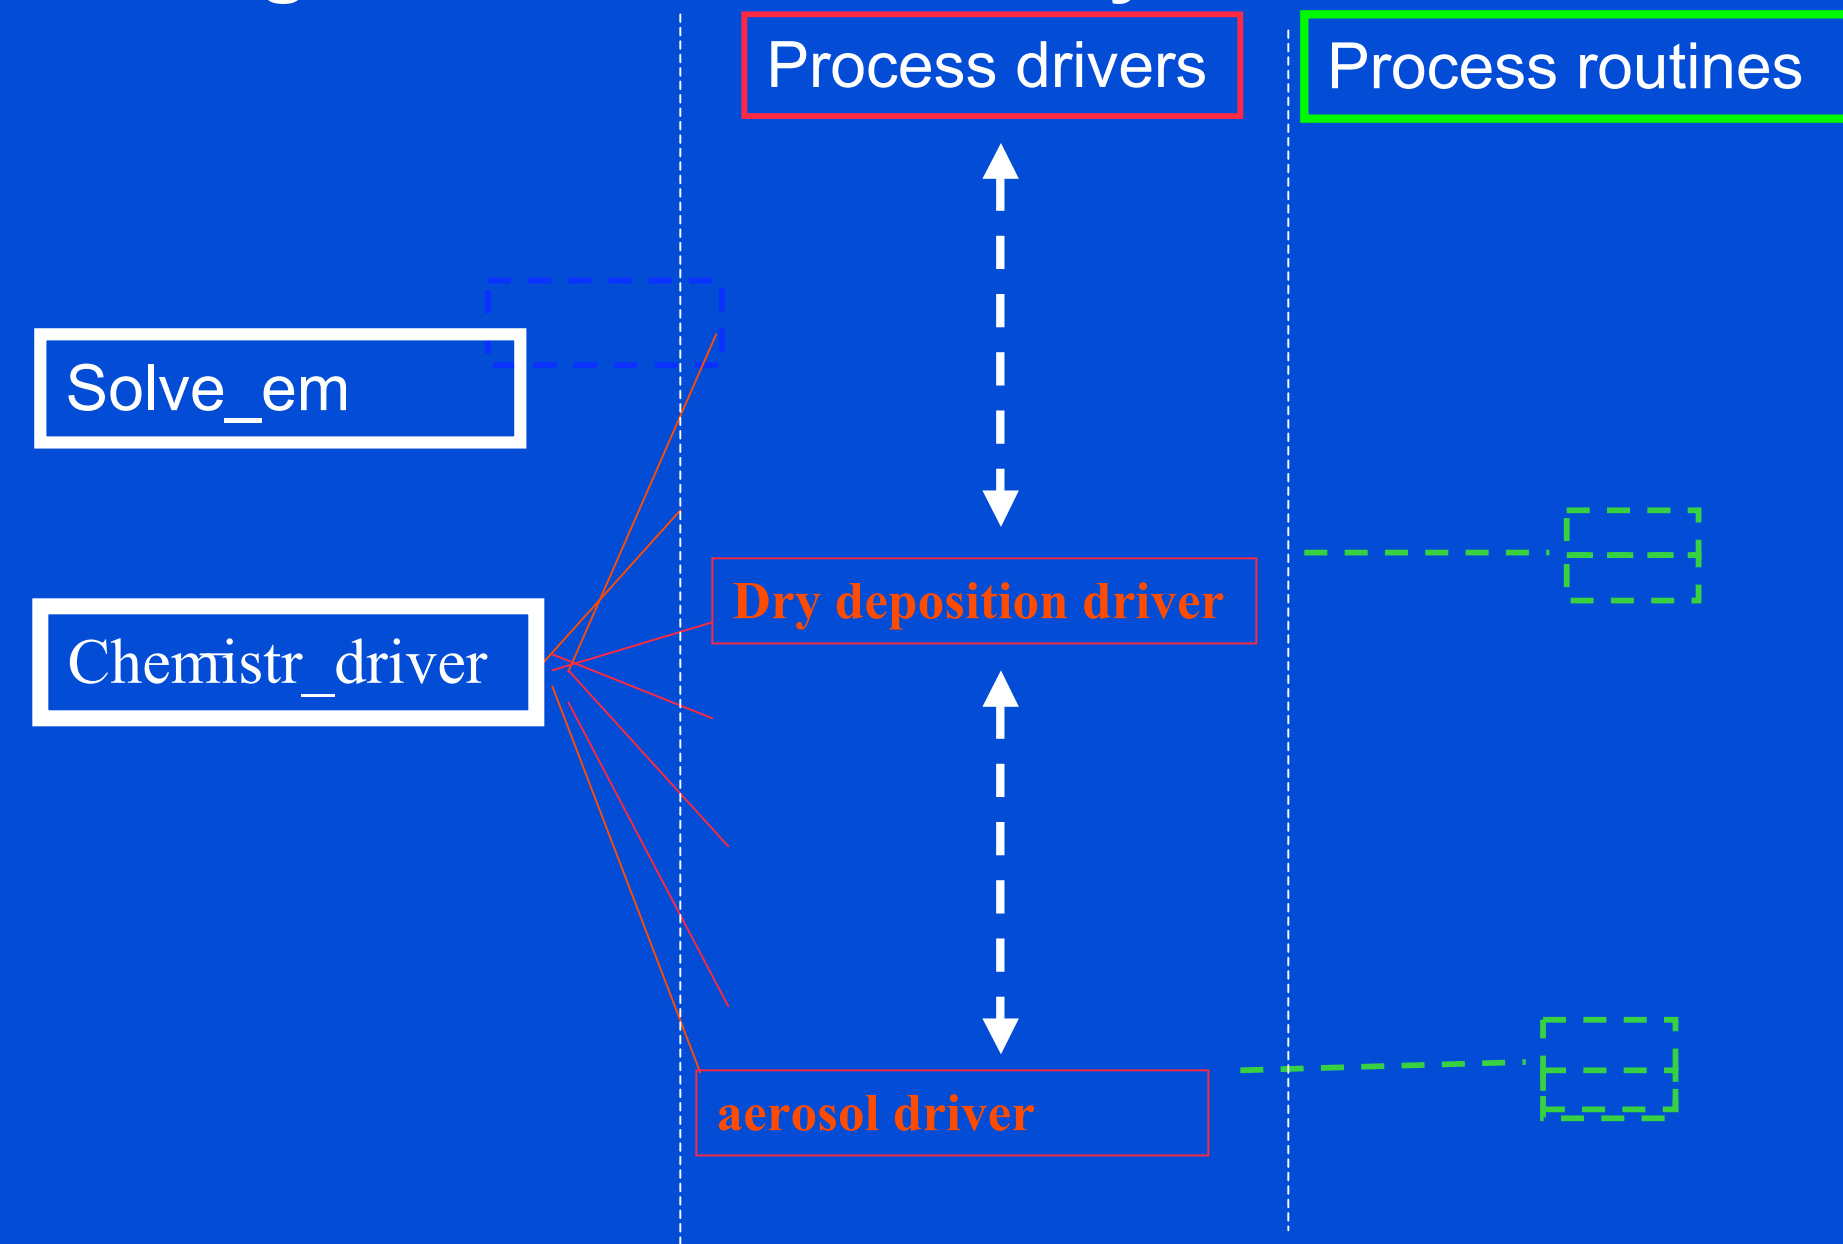 Process drivers
Process routines
Solve_em
Dry deposition driver
Chemistr_driver
aerosol driver